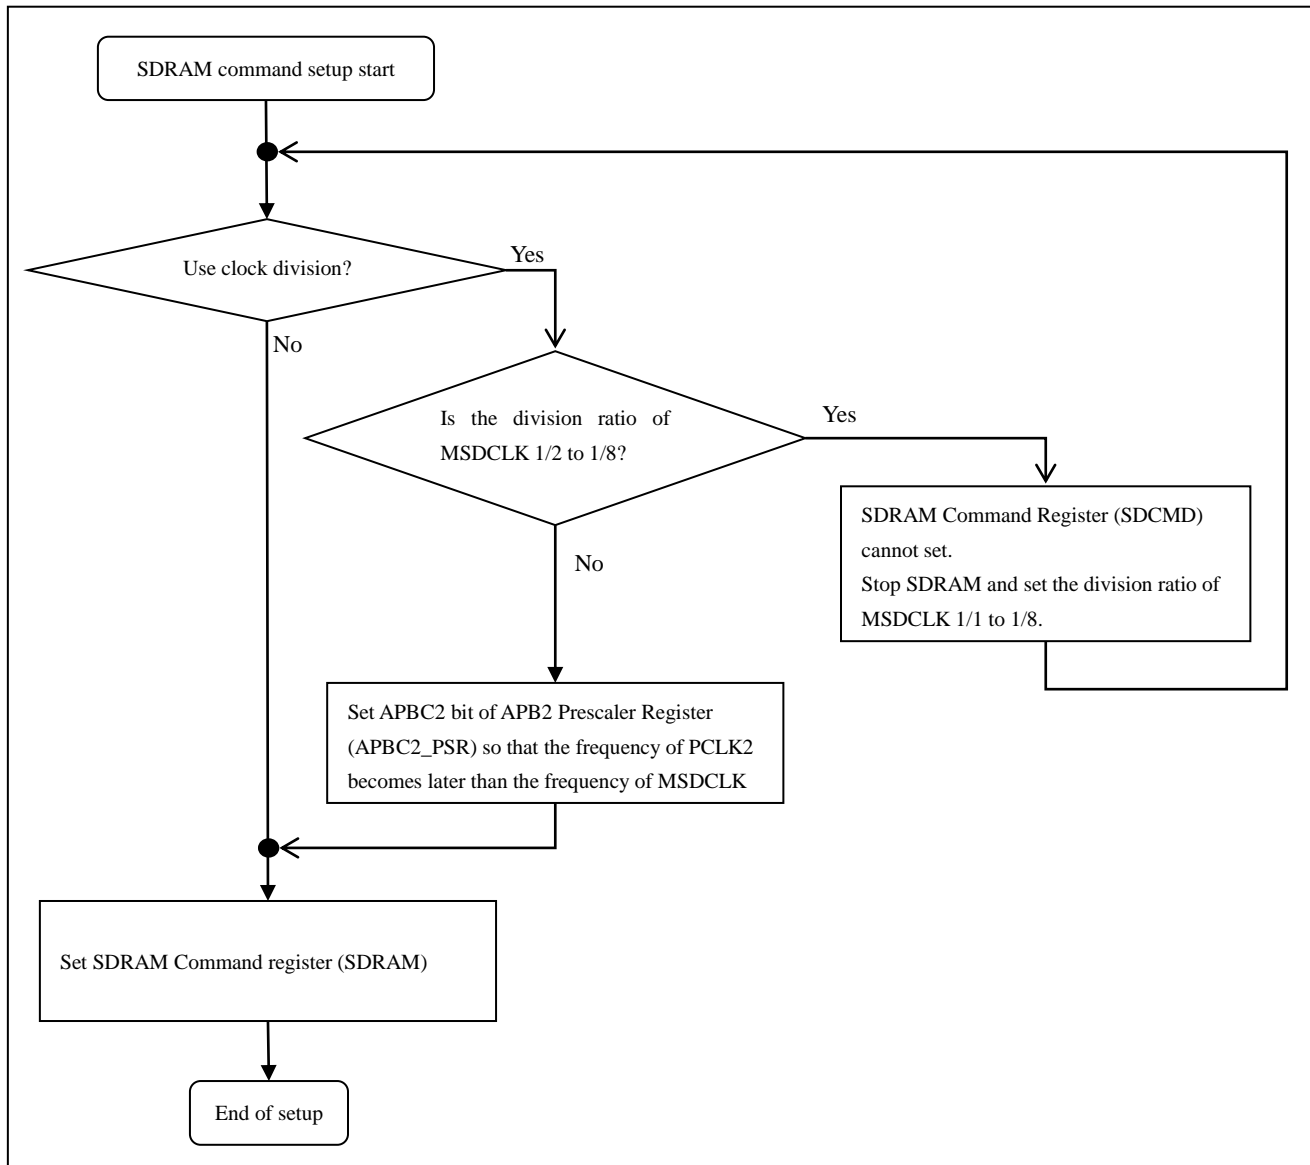 SDRAM command setup start
Use clock division?
Yes
No
Is the division ratio of
MSDCLK 1/2 to 1/8?
Yes
No
SDRAM Command Register (SDCMD)
cannot set.
Stop SDRAM and set the division ratio of
MSDCLK 1/1 to 1/8.
Set APBC2 bit of APB2 Prescaler Register
(APBC2_PSR) so that the frequency of PCLK2
becomes later than the frequency of MSDCLK
Set SDRAM Command register (SDRAM)
End of setup